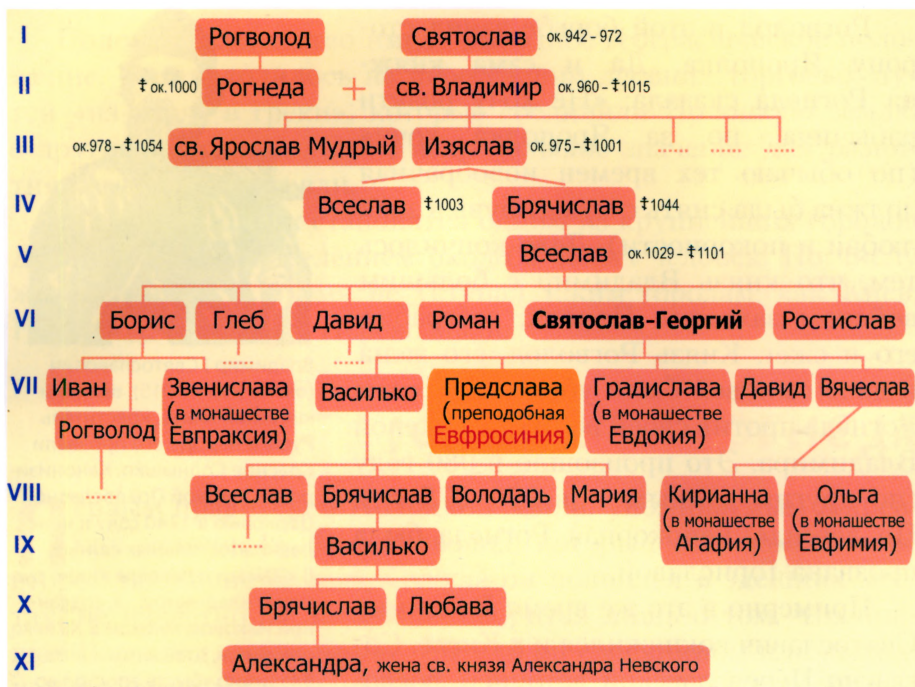 I Рогволод Святослав ок.942 – 972
II ‡ ок.1000 Рогнеда + св. Владимир ок.960 – ‡1015
III ок.978 – ‡1054 св. Ярослав Мудрый Изяслав ок.975 – ‡1001 ...... ...... ......
IV Всеслав ‡1003 Брячислав ‡1044
V Всеслав ок.1029 – ‡1101
VI Борис Глеб Давид Роман Святослав-Георгий Ростислав
...... ......
VII Иван Звенислава Василько Предслава Градислава Давид Вячеслав
(в монашестве (преподобная (в монашестве
Рогволод Евпраксия) Евфросиния) Евдокия)
VIII ...... Всеслав Брячислав Володарь Мария Кирианна Ольга
(в монашестве (в монашестве
IX ...... Василько Агафия) Евфимия)
X Брячислав Любава
XI Александра, жена св. князя Александра Невского